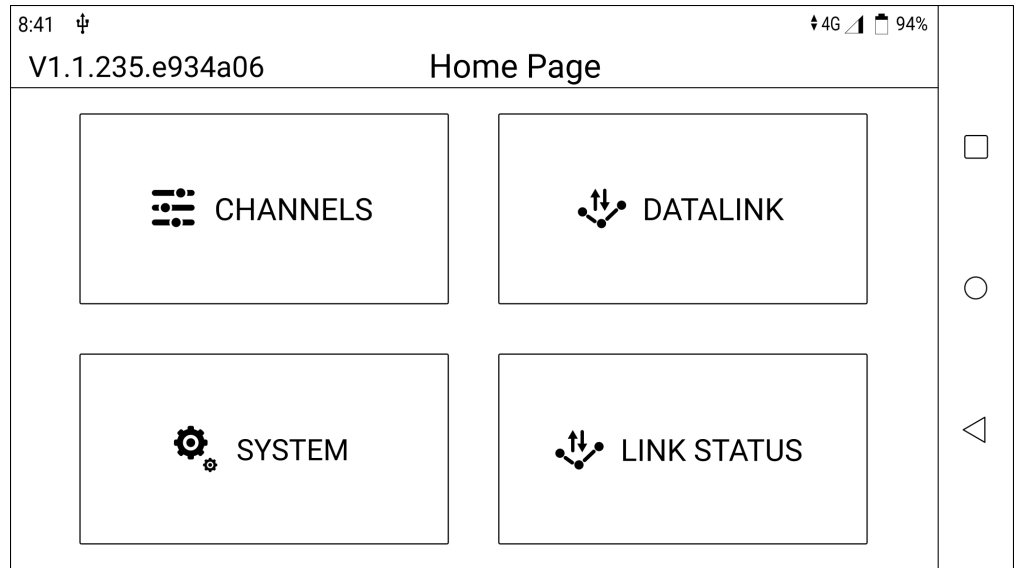 8:41 4G 94%
V1.1.235.e934a06 Home Page
CHANNELS DATALINK
SYSTEM LINK STATUS